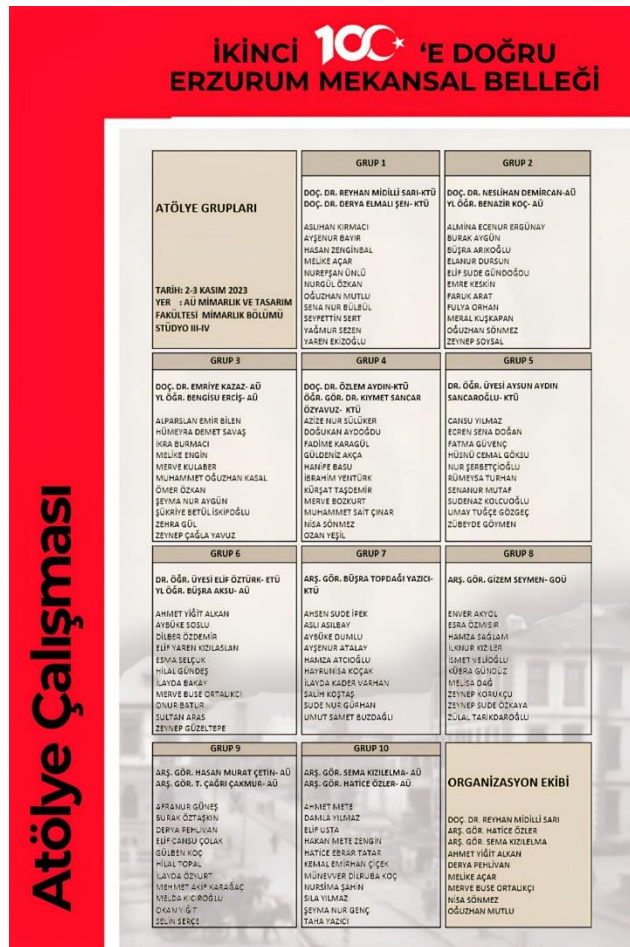 İKİNCİ 100 'E DOĞRU
ERZURUM MEKANSAL BELLEĞİ
Atölye Çalışması
ATÖLYE GRUPLARI
TARİH: 2-3 KASIM 2023
YER : AÜ MİMARLIK VE TASARIM
FAKÜLTESİ MİMARLIK BÖLÜMÜ
STÜDYO III-IV
GRUP 1
DOÇ. DR. REYHAN MİDİLLİ SARI-KTÜ
DOÇ. DR. DERYA ELMALI ŞEN- KTÜ
ASLIHAN KIRMACI
AYŞENUR BAYIR
HASAN ZENGİNBAL
MELİKE AÇAR
NUREFŞAN ÜNLÜ
NURGÜL ÖZKAN
OĞUZHAN MUTLU
SENA NUR BÜLBÜL
SEYFETTİN SERT
YAĞMUR SEZEN
YAREN EKİZOĞLU
GRUP 2
DOÇ. DR. NESLİHAN DEMİRCAN-AÜ
YL ÖĞR. BENAZİR KOÇ- AÜ
ALMİNA ECENUR ERGÜNAY
BURAK AYGÜN
BÜŞRA ARIKOĞLU
ELANUR DURSUN
ELİF SUDE GÜNDOĞDU
EMRE KESKİN
FARUK ARAT
FULYA ORHAN
MERAL KUŞKAPAN
OĞUZHAN SÖNMEZ
ZEYNEP SOYSAL
GRUP 3
DOÇ. DR. EMRİYE KAZAZ- AÜ
YL ÖĞR. BENGİSU ERCİŞ- AÜ
ALPARSLAN EMİR BİLEN
HÜMEYRA DEMET SAVAŞ
İKRA BURMACI
MELİKE ENGİN
MERVE KULABER
MUHAMMET OĞUZHAN KASAL
ÖMER ÖZKAN
ŞEYMA NUR AYGÜN
ŞÜKRİYE BETÜL İSKİFOĞLU
ZEHRA GÜL
ZEYNEP ÇAĞLA YAVUZ
GRUP 4
DOÇ. DR. ÖZLEM AYDIN-KTÜ
ÖĞR. GÖR. DR. KIYMET SANCAR
ÖZYAVUZ- KTÜ
AZİZE NUR SÜLÜKER
DOĞUKAN AYDOĞDU
FADİME KARAGÜL
GÜLDENİZ AKÇA
HANİFE BASU
İBRAHİM YENTÜRK
KÜRŞAT TAŞDEMİR
MERVE BOZKURT
MUHAMMET SAİT ÇINAR
NİSA SÖNMEZ
OZAN YEŞİL
GRUP 5
DR. ÖĞR. ÜYESİ AYSUN AYDIN
SANCAROĞLU- KTÜ
CANSU YILMAZ
ECREN SENA DOĞAN
FATMA GÜVENÇ
HÜSNÜ CEMAL GÖKSU
NUR ŞERBETÇİOĞLU
RÜMEYSA TURHAN
SENANUR MUTAF
SUDENAZ KOLCUOĞLU
UMAY TUĞÇE GÖZGEÇ
ZÜBEYDE GÖYMEN
GRUP 6
DR. ÖĞR. ÜYESİ ELİF ÖZTÜRK- ETÜ
YL ÖĞR. BÜŞRA AKSU- AÜ
AHMET YİĞİT ALKAN
AYBÜKE SOSLU
DİLBER ÖZDEMİR
ELİF YAREN KIZILASLAN
ESMA SELÇUK
HİLAL GÜNDEŞ
İLAYDA BAKAY
MERVE BUSE ORTALIKCI
ONUR BATUR
SULTAN ARAS
ZEYNEP GÜZELTEPE
GRUP 7
ARŞ. GÖR. BÜŞRA TOPDAĞI YAZICI-
KTÜ
AHSEN SUDE İPEK
ASLI ASILBAY
AYBÜKE DUMLU
AYŞENUR ATALAY
HAMZA ATCIOĞLU
HAYRUNİSA KOÇAK
İLAYDA KADER VARHAN
SALİH KOŞTAŞ
SUDE NUR GÜRHAN
UMUT SAMET BUZDAĞLI
GRUP 8
ARŞ. GÖR. GİZEM SEYMEN- GOÜ
ENVER AKYOL
ESRA ÖZMISIR
HAMZA SAĞLAM
İLKNUR KIZILER
İSMET VELİOĞLU
KÜBRA GÜNDÜZ
MELİSA DAĞ
ZEYNEP KORUKÇU
ZEYNEP SUDE ÖZKAYA
ZÜLAL TARIKDAROĞLU
GRUP 9
ARŞ. GÖR. HASAN MURAT ÇETİN- AÜ
ARŞ. GÖR. T. ÇAĞRI ÇAKMUR- AÜ
AFRANUR GÜNEŞ
BURAK ÖZTAŞKIN
DERYA PEHLİVAN
ELİF CANSU ÇOLAK
GÜLBEN KOÇ
HİLAL TOPAL
İLAYDA ÖZYURT
MEHMET AKİF KARAĞAÇ
MELDA KICIROĞLU
OKAN YİĞİT
SELİN SERÇE
GRUP 10
ARŞ. GÖR. SEMA KIZILELMA- AÜ
ARŞ. GÖR. HATİCE ÖZLER- AÜ
AHMET METE
DAMLA YILMAZ
ELİF USTA
HAKAN METE ZENGİN
HATİCE EBRAR TATAR
KEMAL EMİRHAN ÇİÇEK
MÜNEVVER DİLRUBA KOÇ
NURSİMA ŞAHİN
SILA YILMAZ
ŞEYMA NUR GENÇ
TAHA YAZICI
ORGANİZASYON EKİBİ
DOÇ. DR. REYHAN MİDİLLİ SARI
ARŞ. GÖR. HATİCE ÖZLER
ARŞ. GÖR. SEMA KIZILELMA
AHMET YİĞİT ALKAN
DERYA PEHLİVAN
MELİKE AÇAR
MERVE BUSE ORTALIKÇI
NİSA SÖNMEZ
OĞUZHAN MUTLU